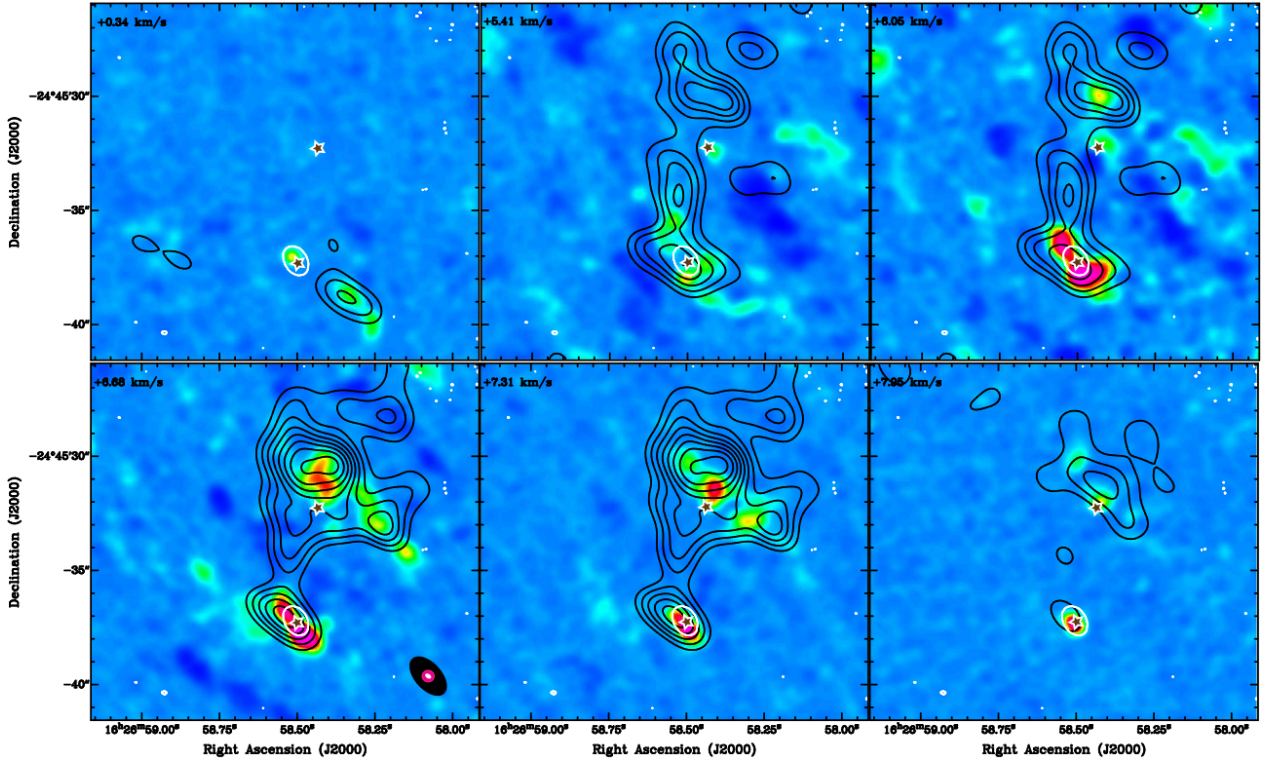 +0.34 km/s
+5.41 km/s
+6.05 km/s
Declination (J2000)
−24°45′30″
−35″
−40″
+6.68 km/s
+7.31 km/s
+7.95 km/s
Declination (J2000)
−24°45′30″
−35″
−40″
16ʰ26ᵐ59.00ˢ 58.75ˢ 58.50ˢ 58.25ˢ 58.00ˢ
16ʰ26ᵐ59.00ˢ 58.75ˢ 58.50ˢ 58.25ˢ 58.00ˢ
16ʰ26ᵐ59.00ˢ 58.75ˢ 58.50ˢ 58.25ˢ 58.00ˢ
Right Ascension (J2000)
Right Ascension (J2000)
Right Ascension (J2000)